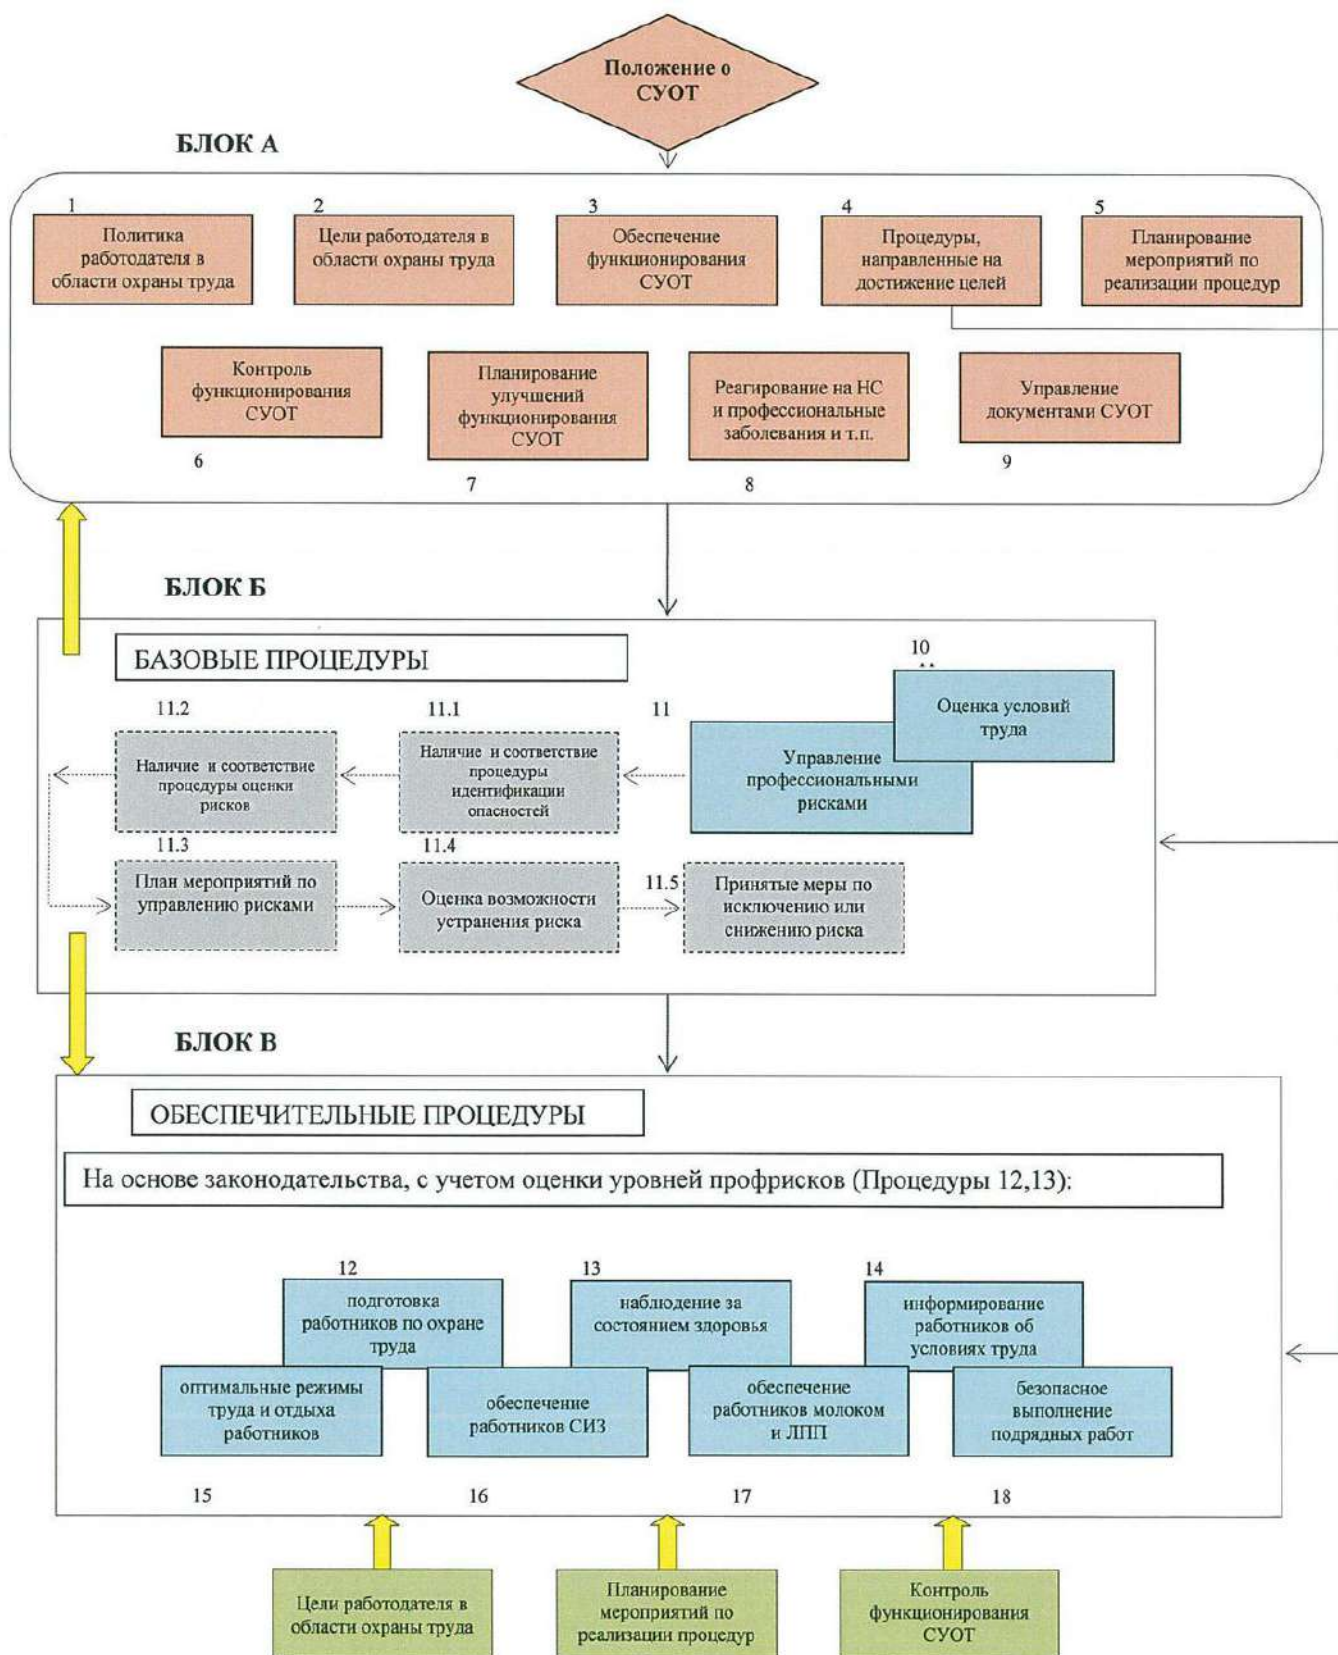 Положение о
СУОТ
БЛОК А
1
Политика
работодателя в
области охраны труда
2
Цели работодателя в
области охраны труда
3
Обеспечение
функционирования
СУОТ
4
Процедуры,
направленные на
достижение целей
5
Планирование
мероприятий по
реализации процедур
Контроль
функционирования
СУОТ
6
Планирование
улучшений
функционирования
СУОТ
7
Реагирование на НС
и профессиональные
заболевания и т.п.
8
Управление
документами СУОТ
9
БЛОК Б
БАЗОВЫЕ ПРОЦЕДУРЫ
10
Оценка условий
труда
11
Управление
профессиональными
рисками
11.1
Наличие и соответствие
процедуры
идентификации
опасностей
11.2
Наличие и соответствие
процедуры оценки
рисков
11.3
План мероприятий по
управлению рисками
11.4
Оценка возможности
устранения риска
11.5
Принятые меры по
исключению или
снижению риска
БЛОК В
ОБЕСПЕЧИТЕЛЬНЫЕ ПРОЦЕДУРЫ
На основе законодательства, с учетом оценки уровней профрисков (Процедуры 12,13):
12
подготовка
работников по охране
труда
13
наблюдение за
состоянием здоровья
14
информирование
работников об
условиях труда
оптимальные режимы
труда и отдыха
работников
15
обеспечение
работников СИЗ
16
обеспечение
работников молоком
и ЛПП
17
безопасное
выполнение
подрядных работ
18
Цели работодателя в
области охраны труда
Планирование
мероприятий по
реализации процедур
Контроль
функционирования
СУОТ